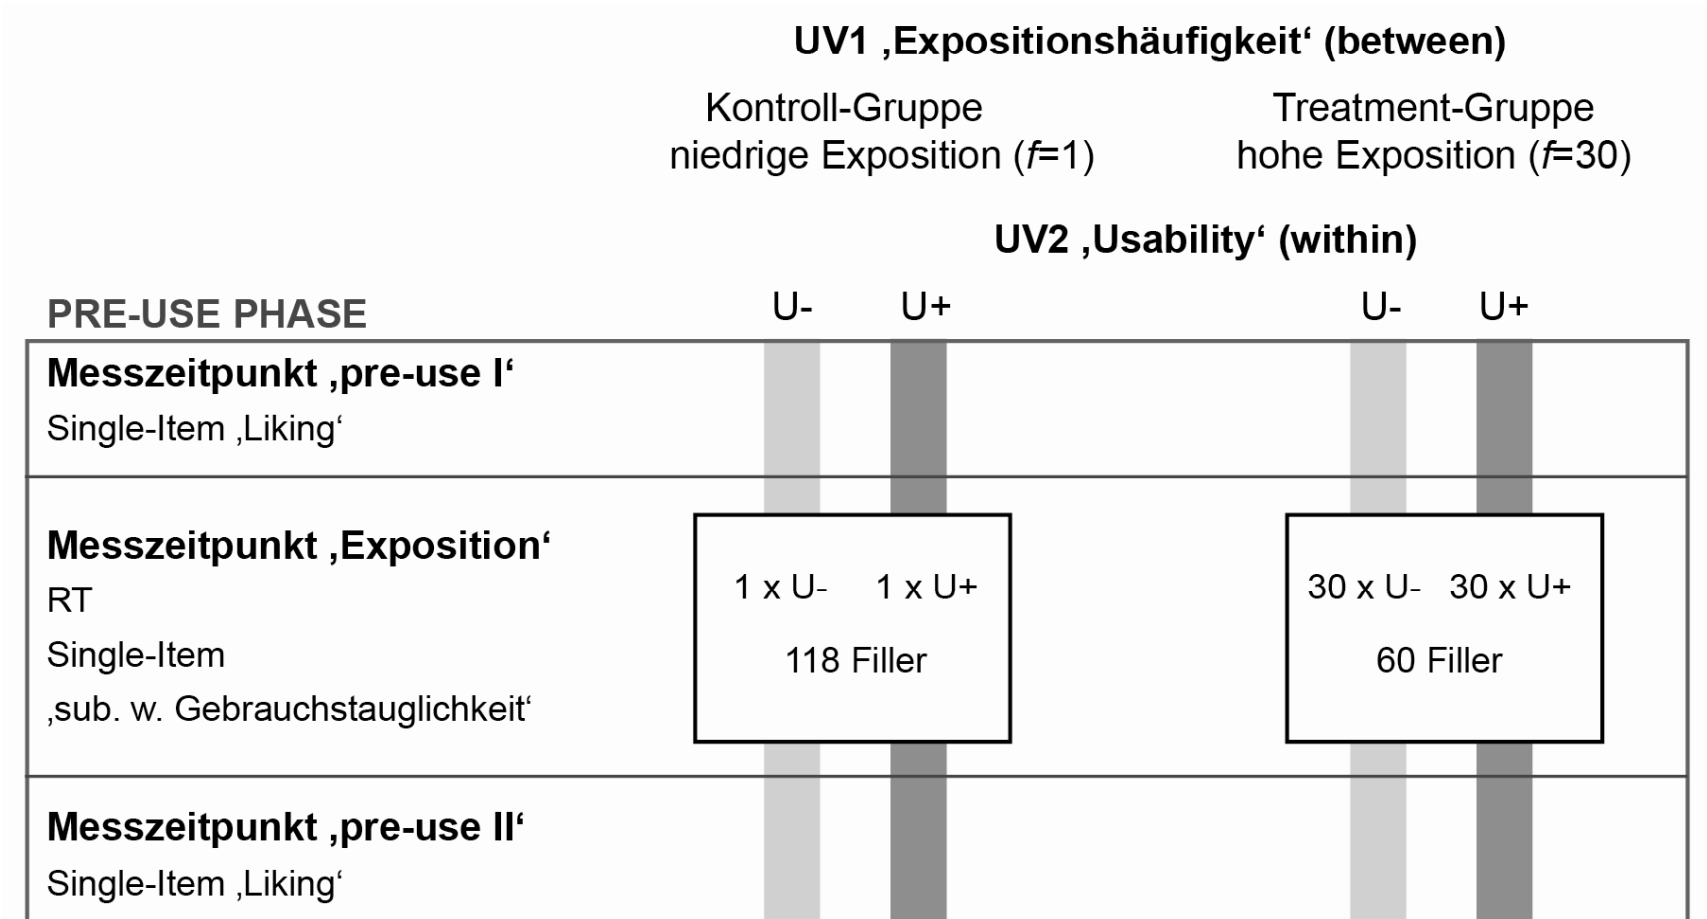 UV1 ‚Expositionshäufigkeit‘ (between)
Kontroll-Gruppe
niedrige Exposition (f=1)
Treatment-Gruppe
hohe Exposition (f=30)
UV2 ‚Usability‘ (within)
PRE-USE PHASE
U- U+ U- U+
Messzeitpunkt ‚pre-use I‘
Single-Item ‚Liking‘
Messzeitpunkt ‚Exposition‘
RT
Single-Item
‚sub. w. Gebrauchstauglichkeit‘
1 x U- 1 x U+
118 Filler
30 x U- 30 x U+
60 Filler
Messzeitpunkt ‚pre-use II‘
Single-Item ‚Liking‘